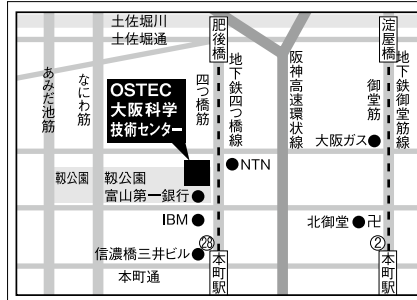 土佐堀川
土佐堀通
肥後橋
淀屋橋
あみだ池筋
なにわ筋
OSTEC
大阪科学
技術センター
四つ橋筋
地下鉄四つ橋線
阪神高速環状線
御堂筋
地下鉄御堂筋線
大阪ガス
NTN
靱公園
靱公園
富山第一銀行
IBM
北御堂 卍
信濃橋三井ビル
㉘
②
本町駅
本町駅
本町通